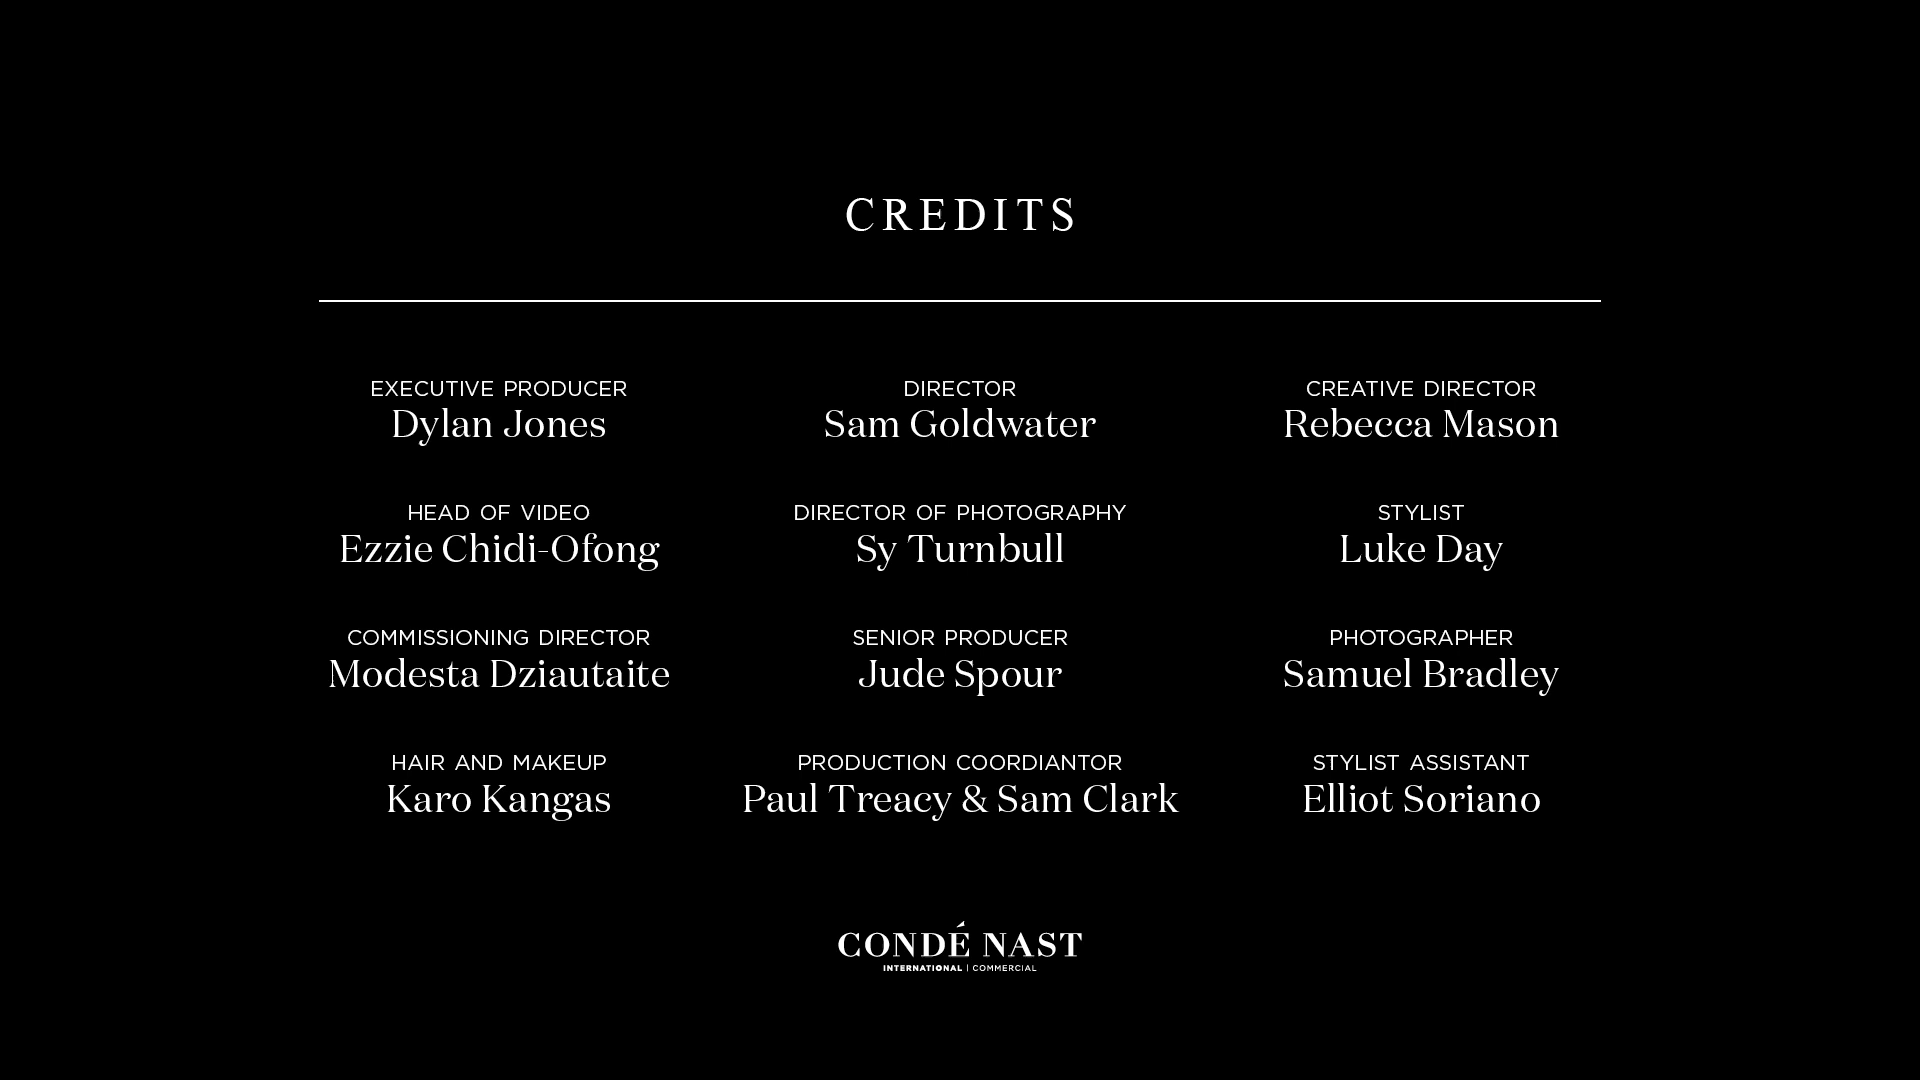 CREDITS
EXECUTIVE PRODUCER
Dylan Jones
DIRECTOR
Sam Goldwater
CREATIVE DIRECTOR
Rebecca Mason
HEAD OF VIDEO
Ezzie Chidi-Ofong
DIRECTOR OF PHOTOGRAPHY
Sy Turnbull
STYLIST
Luke Day
COMMISSIONING DIRECTOR
Modesta Dziautaite
SENIOR PRODUCER
Jude Spour
PHOTOGRAPHER
Samuel Bradley
HAIR AND MAKEUP
Karo Kangas
PRODUCTION COORDIANTOR
Paul Treacy & Sam Clark
STYLIST ASSISTANT
Elliot Soriano
CONDÉ NAST
INTERNATIONAL | COMMERCIAL